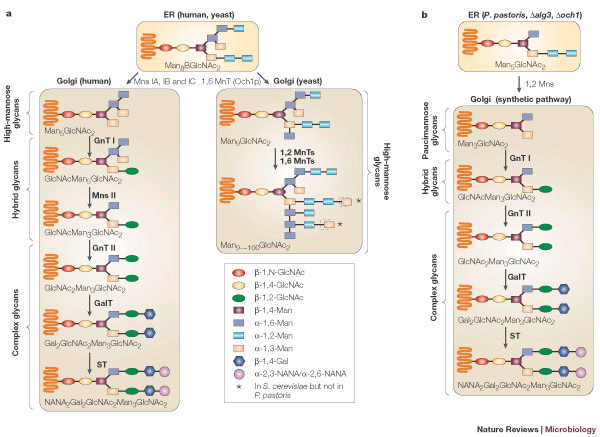 a
ER (human, yeast)
Man8BGlcNAc2
Golgi (human)
Mns IA, IB and IC
1,6 MnT (Och1p)
Golgi (yeast)
High-mannose
glycans
Man5GlcNAc2
GnT I
Hybrid glycans
GlcNAcMan5GlcNAc2
Mns II
GlcNAcMan3GlcNAc2
GnT II
Complex glycans
GlcNAc2Man3GlcNAc2
GalT
Gal2GlcNAc2Man3GlcNAc2
ST
NANA2Gal2GlcNAc2Man3GlcNAc2
Man9GlcNAc2
1,2 MnTs
1,6 MnTs
*
*
Man9–100GlcNAc2
High-mannose
glycans
β-1,N-GlcNAc
β-1,4-GlcNAc
β-1,2-GlcNAc
β-1,4-Man
α-1,6-Man
α-1,2-Man
α-1,3-Man
β-1,4-Gal
α-2,3-NANA/α-2,6-NANA
* In S. cerevisiae but not in
P. pastoris
b
ER (P. pastoris, Δalg3, Δoch1)
Man5GlcNAc2
1,2 Mns
Golgi (synthetic pathway)
Paucimannose
glycans
Man3GlcNAc2
GnT I
Hybrid
glycans
GlcNAcMan3GlcNAc2
GnT II
Complex glycans
GlcNAc2Man3GlcNAc2
GalT
Gal2GlcNAc2Man3GlcNAc2
ST
NANA2Gal2GlcNAc2Man3GlcNAc2
Nature Reviews | Microbiology